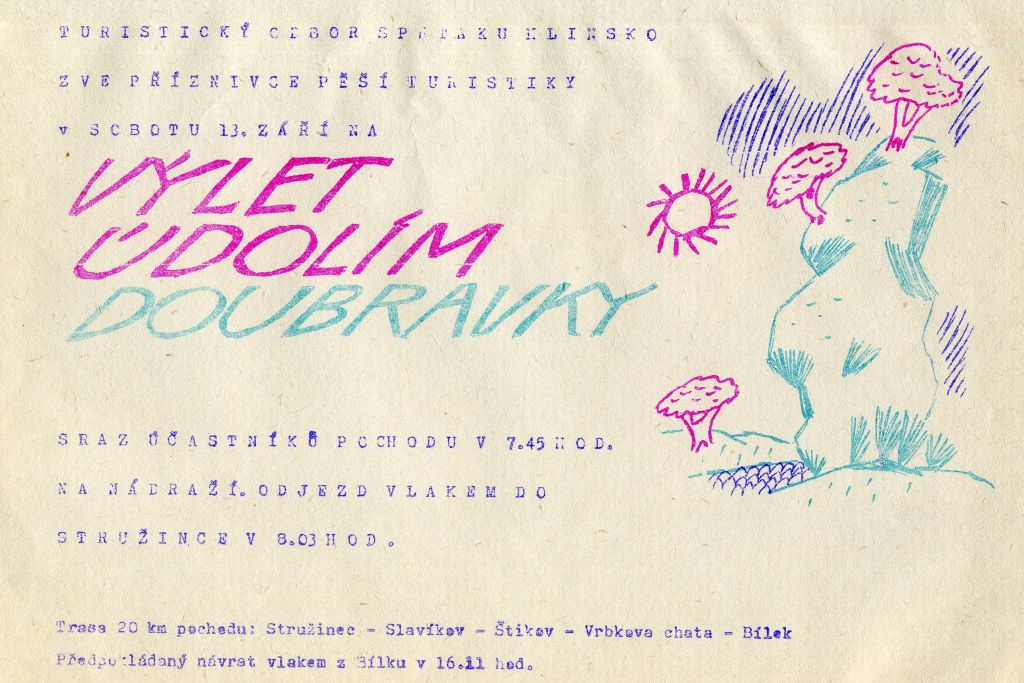 TURISTICKÝ ODBOR SPARTAKU HLINSKO
ZVE PŘÍZNIVCE PĚŠÍ TURISTIKY
v SOBOTU 13. ZÁŘÍ NA
VÝLET
ÚDOLÍM
DOUBRAVKY
SRAZ ÚČASTNÍKŮ POCHODU V 7.45 HOD.
NA NÁDRAŽÍ. ODJEZD VLAKEM DO
STRUŽINCE V 8.03 HOD.
Trasa 20 km pochodu: Stružinec - Slavíkov - Štikov - Vrbkova chata - Bílek
Předpokládaný návrat vlakem z Bílku v 16.11 hod.